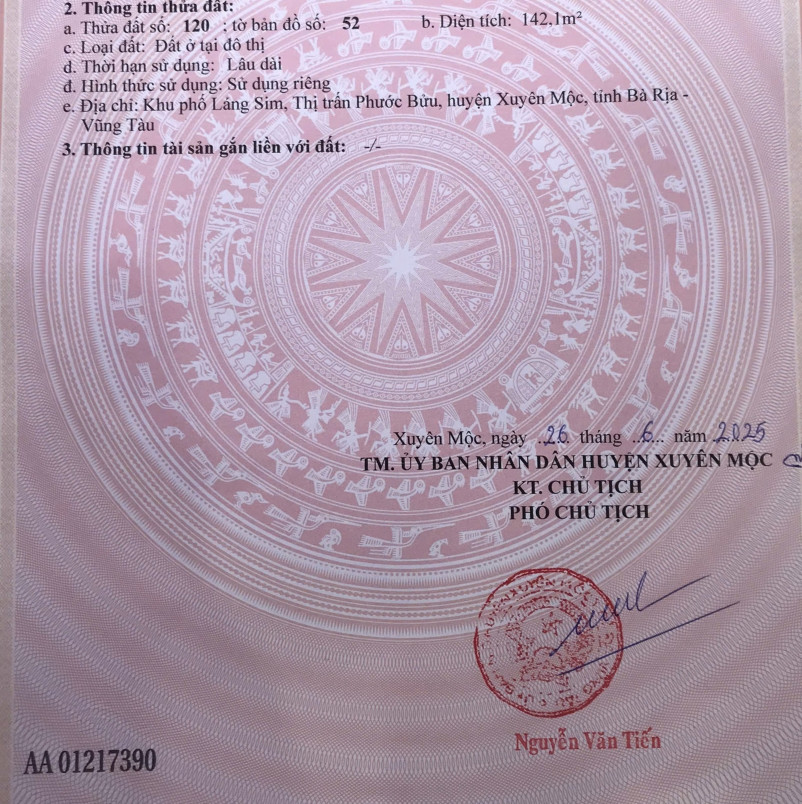 2. Thông tin thửa đất:
a. Thửa đất số: 120 ; tờ bản đồ số: 52 b. Diện tích: 142.1m²
c. Loại đất: Đất ở tại đô thị
d. Thời hạn sử dụng: Lâu dài
đ. Hình thức sử dụng: Sử dụng riêng
e. Địa chỉ: Khu phố Láng Sim, Thị trấn Phước Bửu, huyện Xuyên Mộc, tỉnh Bà Rịa -
Vũng Tàu
3. Thông tin tài sản gắn liền với đất: -/-
Xuyên Mộc, ngày ..26. tháng ..6... năm 2025
TM. ỦY BAN NHÂN DÂN HUYỆN XUYÊN MỘC
KT. CHỦ TỊCH
PHÓ CHỦ TỊCH
Nguyễn Văn Tiến
AA 01217390